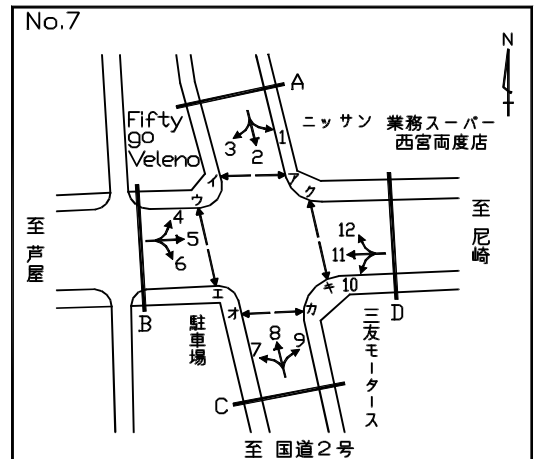 No.7
N
A
Fifty
go
Veleno
ニッサン
業務スーパー
西宮両度店
1
2
3
ア
イ
ウ
ク
至 芦屋
4
5
6
12
11
10
至 尼崎
エ
オ
カ
キ
B
D
駐車場
7
8
9
三友モータース
C
至 国道2号